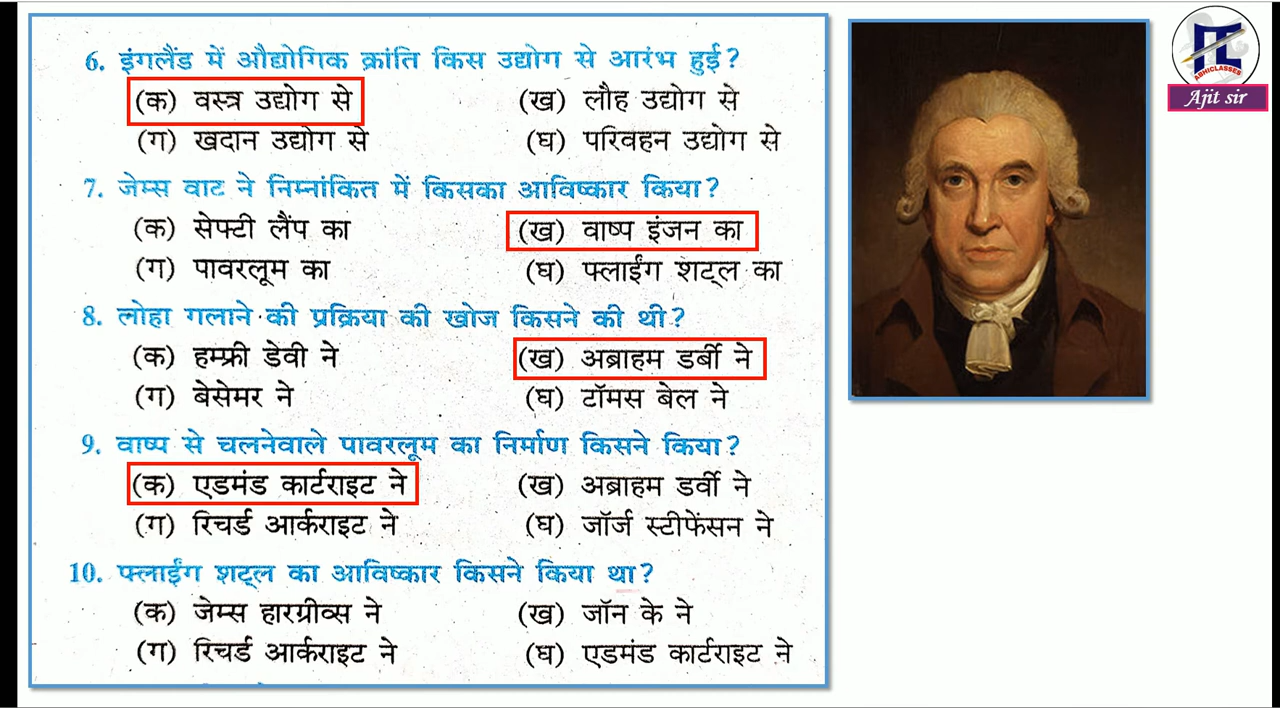 6. इंगलैंड में औद्योगिक क्रांति किस उद्योग से आरंभ हुई?
(क) वस्त्र उद्योग से (ख) लौह उद्योग से
(ग) खदान उद्योग से (घ) परिवहन उद्योग से
7. जेम्स वाट ने निम्नांकित में किसका आविष्कार किया?
(क) सेफ्टी लैंप का (ख) वाष्प इंजन का
(ग) पावरलूम का (घ) फ्लाईंग शट्ल का
8. लोहा गलाने की प्रक्रिया की खोज किसने की थी?
(क) हम्फ्री डेवी ने (ख) अब्राहम डर्बी ने
(ग) बेसेमर ने (घ) टॉमस बेल ने
9. वाष्प से चलनेवाले पावरलूम का निर्माण किसने किया?
(क) एडमंड कार्टराइट ने (ख) अब्राहम डर्वी ने
(ग) रिचर्ड आर्कराइट ने (घ) जॉर्ज स्टीफेंसन ने
10. फ्लाईंग शट्ल का आविष्कार किसने किया था?
(क) जेम्स हारग्रीव्स ने (ख) जॉन के ने
(ग) रिचर्ड आर्कराइट ने (घ) एडमंड कार्टराइट ने
ABHICLASSES
Ajit sir